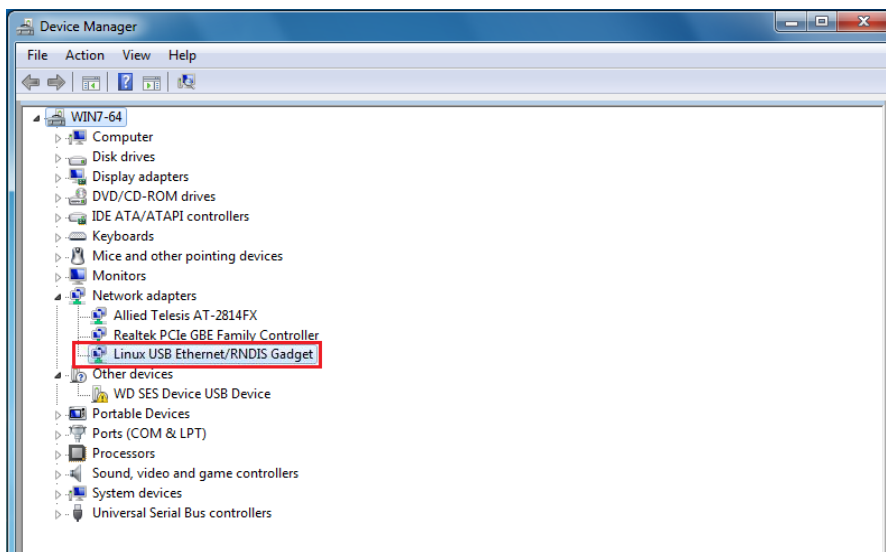 Device Manager
File Action View Help
WIN7-64
Computer
Disk drives
Display adapters
DVD/CD-ROM drives
IDE ATA/ATAPI controllers
Keyboards
Mice and other pointing devices
Monitors
Network adapters
Allied Telesis AT-2814FX
Realtek PCIe GBE Family Controller
Linux USB Ethernet/RNDIS Gadget
Other devices
WD SES Device USB Device
Portable Devices
Ports (COM & LPT)
Processors
Sound, video and game controllers
System devices
Universal Serial Bus controllers